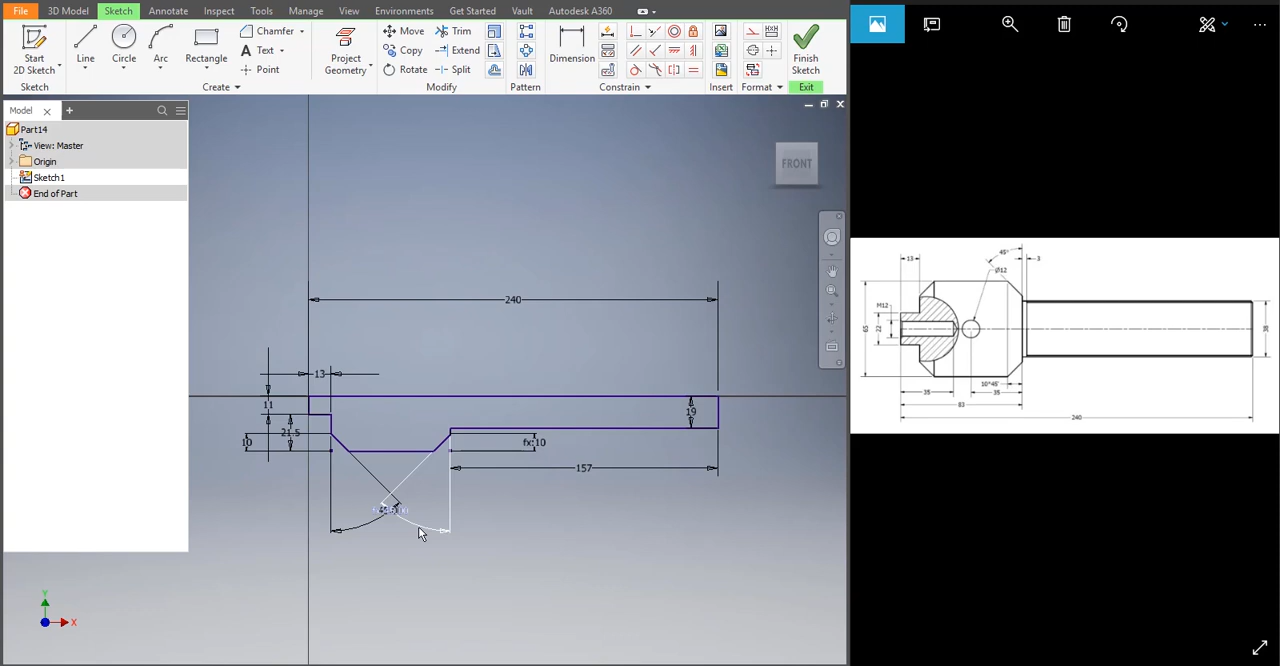 File 3D Model Sketch Annotate Inspect Tools Manage View Environments Get Started Vault Autodesk A360
Start
2D Sketch
Line
Circle
Arc
Rectangle
Chamfer
Text
Point
Project
Geometry
Move
Copy
Rotate
Trim
Extend
Split
Dimension
Finish
Sketch
Sketch Create Modify Pattern Constrain Insert Format Exit
Model
Part14
View: Master
Origin
Sketch1
End of Part
FRONT
240
13
11
21.5
10
19
fx:10
157
Y
X
45°
3
13
Ø12
M12
65
22
38
35
10*45°
35
83
240